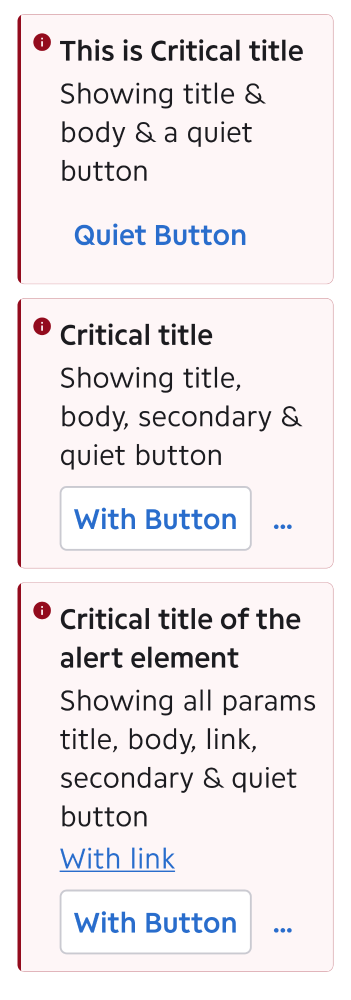 This is Critical title
Showing title &
body & a quiet
button
Quiet Button
Critical title
Showing title,
body, secondary &
quiet button
With Button ...
Critical title of the
alert element
Showing all params
title, body, link,
secondary & quiet
button
With link
With Button ...